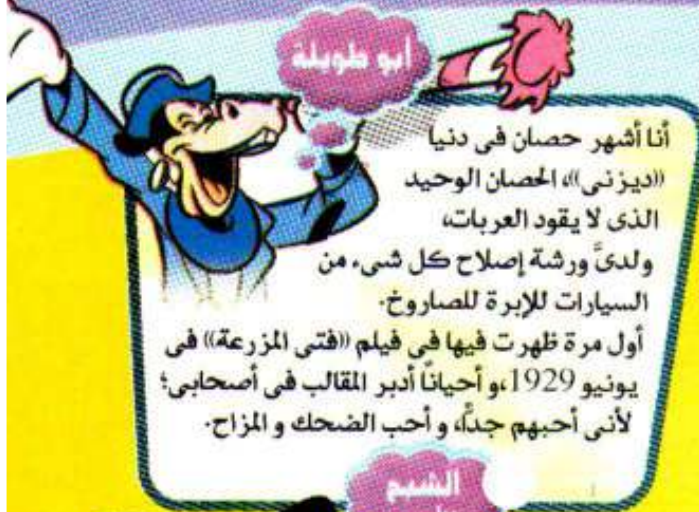 أبو طويلة
أنا أشهر حصان فى دنيا
((ديزنى))، الحصان الوحيد
الذى لا يقود العربات،
ولدىَّ ورشة إصلاح كل شىء، من
السيارات للإبرة للصاروخ.
أول مرة ظهرت فيها فى فيلم ((فتى المزرعة)) فى
يونيو 1929، و أحيانًا أدبر المقالب فى أصحابى؛
لأنى أحبهم جدًّا، و أحب الضحك و المزاح.
الشبح